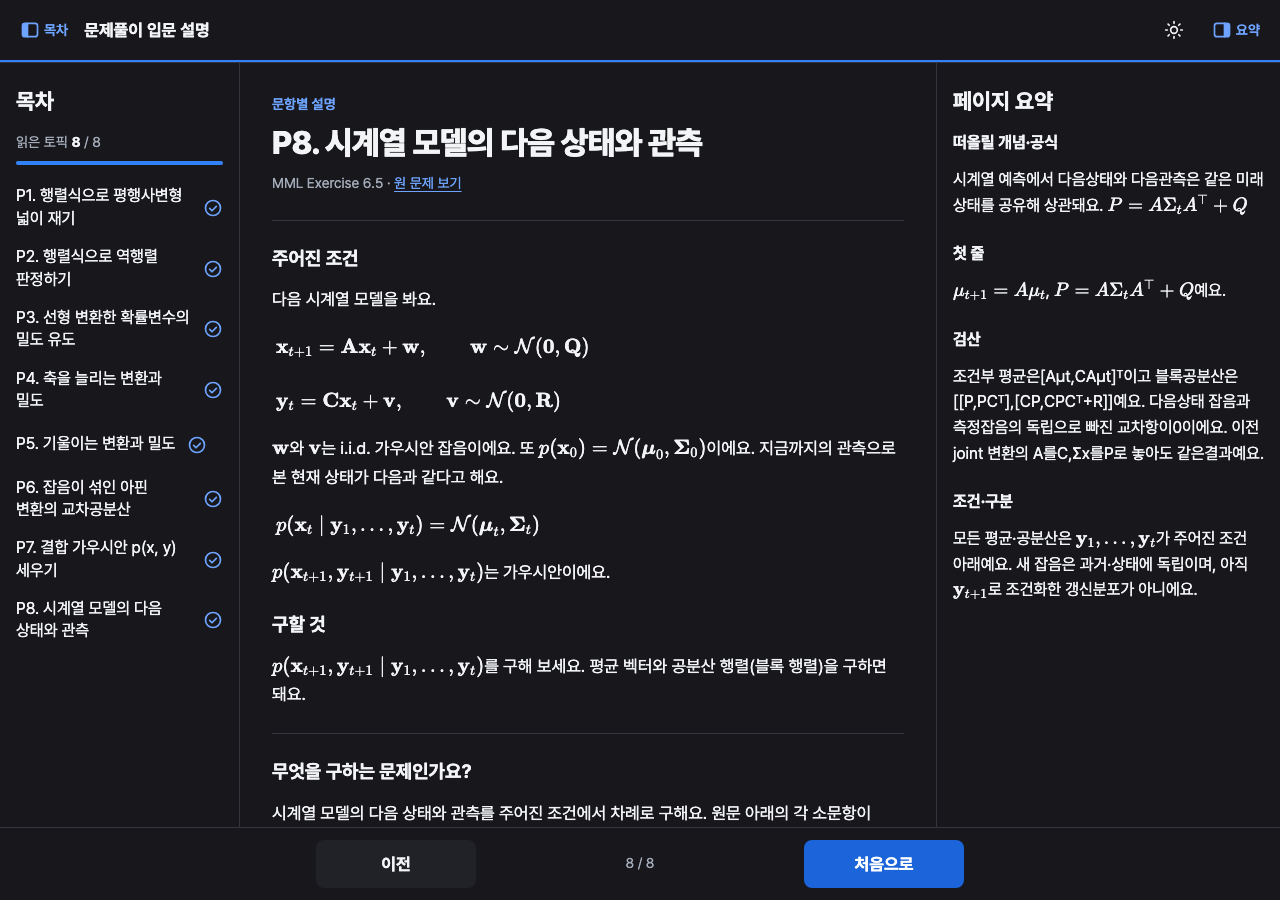 목차 문제풀이 입문 설명 요약
목차
읽은 토픽 8 / 8
P1. 행렬식으로 평행사변형
넓이 재기
P2. 행렬식으로 역행렬
판정하기
P3. 선형 변환한 확률변수의
밀도 유도
P4. 축을 늘리는 변환과
밀도
P5. 기울이는 변환과 밀도
P6. 잡음이 섞인 아핀
변환의 교차공분산
P7. 결합 가우시안 p(x, y)
세우기
P8. 시계열 모델의 다음
상태와 관측
문항별 설명
P8. 시계열 모델의 다음 상태와 관측
MML Exercise 6.5 · 원 문제 보기
주어진 조건
다음 시계열 모델을 봐요.
x_{t+1} = Ax_t + w, w ∼ 𝒩(0, Q)
y_t = Cx_t + v, v ∼ 𝒩(0, R)
w와 v는 i.i.d. 가우시안 잡음이에요. 또 p(x_0) = 𝒩(μ_0, Σ_0)이에요. 지금까지의 관측으로
본 현재 상태가 다음과 같다고 해요.
p(x_t | y_1, . . . , y_t) = 𝒩(μ_t, Σ_t)
p(x_{t+1}, y_{t+1} | y_1, . . . , y_t)는 가우시안이에요.
구할 것
p(x_{t+1}, y_{t+1} | y_1, . . . , y_t)를 구해 보세요. 평균 벡터와 공분산 행렬(블록 행렬)을 구하면
돼요.
무엇을 구하는 문제인가요?
시계열 모델의 다음 상태와 관측를 주어진 조건에서 차례로 구해요. 원문 아래의 각 소문항이
페이지 요약
떠올릴 개념·공식
시계열 예측에서 다음상태와 다음관측은 같은 미래
상태를 공유해 상관돼요. P = AΣ_tA^⊤ + Q
첫 줄
μ_{t+1} = Aμ_t, P = AΣ_tA^⊤ + Q예요.
검산
조건부 평균은[Aμt,CAμt]ᵀ이고 블록공분산은
[[P,PCᵀ],[CP,CPCᵀ+R]]예요. 다음상태 잡음과
측정잡음의 독립으로 빠진 교차항이0이에요. 이전
joint 변환의 A를C,Σx를P로 놓아도 같은결과예요.
조건·구분
모든 평균·공분산은 y_1, . . . , y_t가 주어진 조건
아래예요. 새 잡음은 과거·상태에 독립이며, 아직
y_{t+1}로 조건화한 갱신분포가 아니에요.
이전 8 / 8 처음으로